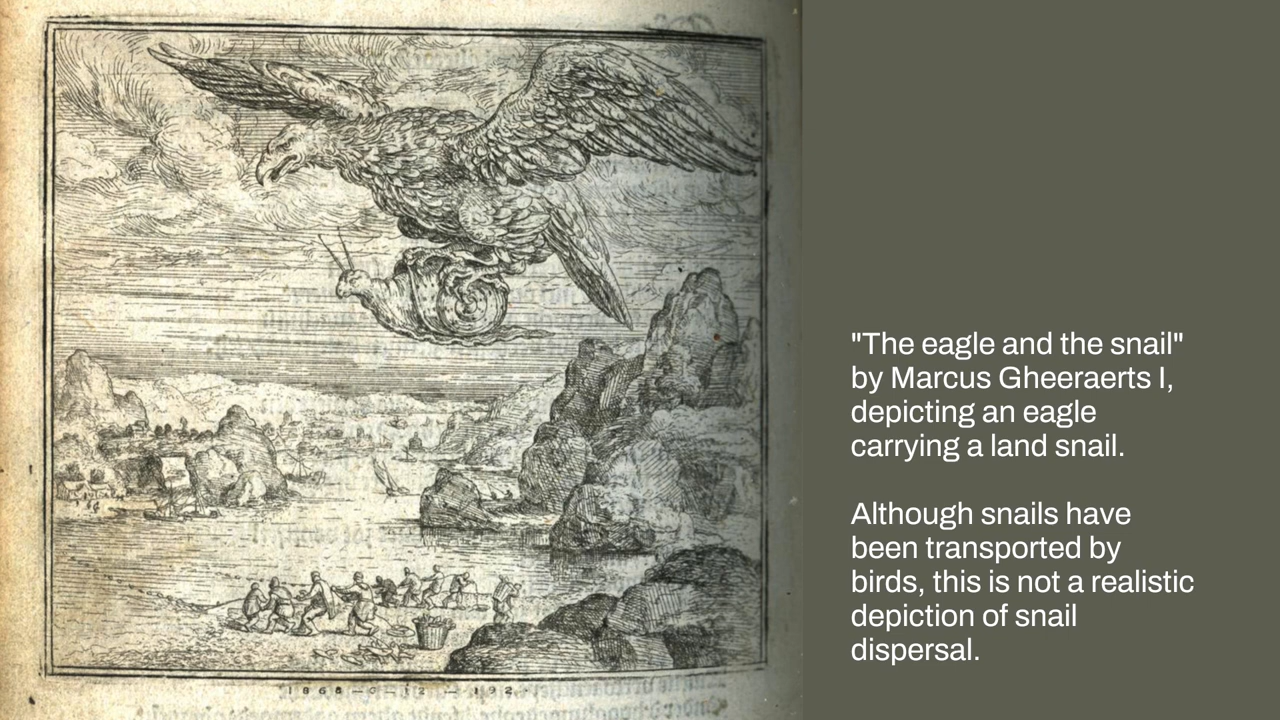 "The eagle and the snail"
by Marcus Gheeraerts I,
depicting an eagle
carrying a land snail.
Although snails have
been transported by
birds, this is not a realistic
depiction of snail
dispersal.